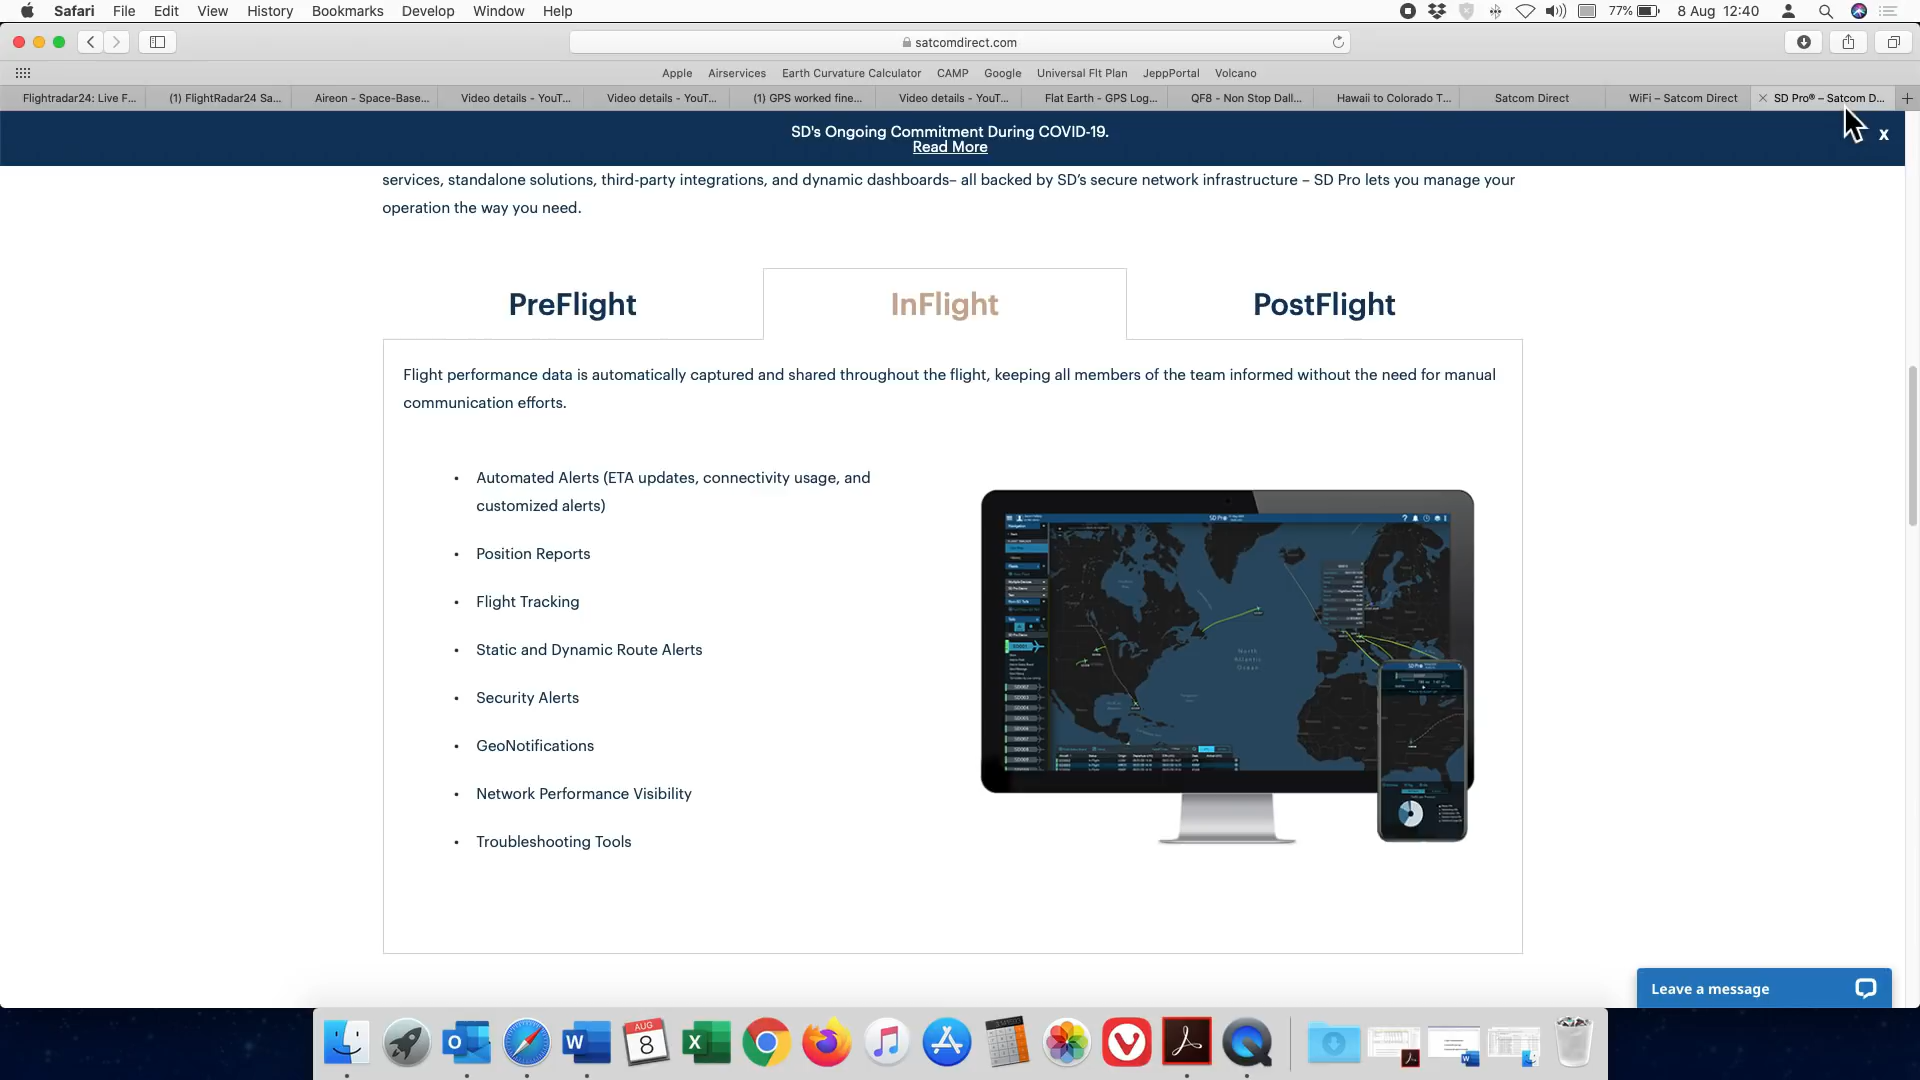 Safari File Edit View History Bookmarks Develop Window Help 77% 8 Aug 12:40
satcomdirect.com
Apple Airservices Earth Curvature Calculator CAMP Google Universal Flt Plan JeppPortal Volcano
Flightradar24: Live F... (1) FlightRadar24 Sa... Aireon - Space-Base... Video details - YouT... Video details - YouT... (1) GPS worked fine... Video details - YouT... Flat Earth - GPS Log... QF8 - Non Stop Dall... Hawaii to Colorado T... Satcom Direct WiFi – Satcom Direct SD Pro® – Satcom D...
SD's Ongoing Commitment During COVID-19.
Read More
x
services, standalone solutions, third-party integrations, and dynamic dashboards– all backed by SD’s secure network infrastructure – SD Pro lets you manage your
operation the way you need.
PreFlight InFlight PostFlight
Flight performance data is automatically captured and shared throughout the flight, keeping all members of the team informed without the need for manual
communication efforts.
• Automated Alerts (ETA updates, connectivity usage, and
customized alerts)
• Position Reports
• Flight Tracking
• Static and Dynamic Route Alerts
• Security Alerts
• GeoNotifications
• Network Performance Visibility
• Troubleshooting Tools
SD Pro
North
Atlantic
Ocean
Leave a message
AUG
8